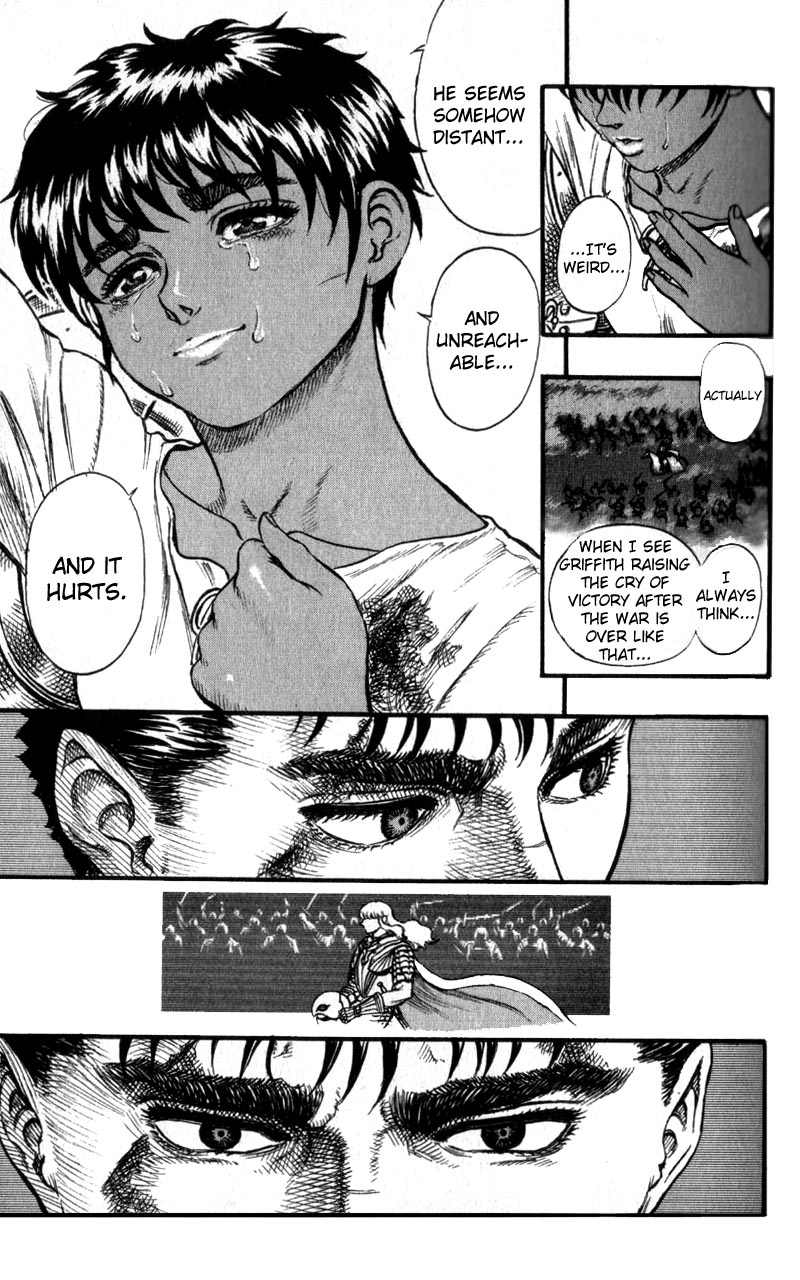 ...IT'S
WEIRD...
ACTUALLY
I
ALWAYS
THINK...
WHEN I SEE
GRIFFITH RAISING
THE CRY OF
VICTORY AFTER
THE WAR IS
OVER LIKE
THAT...
HE SEEMS
SOMEHOW
DISTANT...
AND
UNREACH-
ABLE...
AND IT
HURTS.